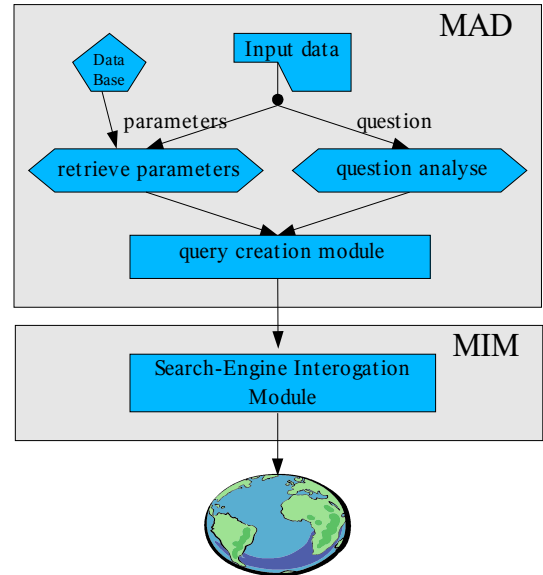 MAD
Data
Base
Input data
parameters
question
retrieve parameters
question analyse
query creation module
MIM
Search-Engine Interogation
Module